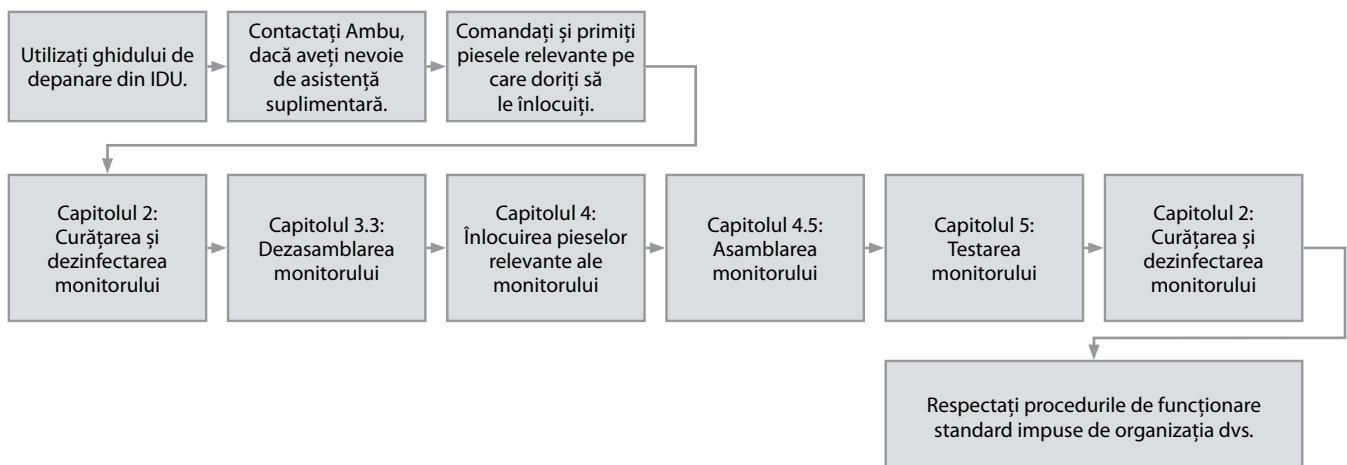 Utilizați ghidului de
depanare din IDU.
Contactați Ambu,
dacă aveți nevoie
de asistență
suplimentară.
Comandați și primiți
piesele relevante pe
care doriți să
le înlocuiți.
Capitolul 2:
Curățarea și
dezinfectarea
monitorului
Capitolul 3.3:
Dezasamblarea
monitorului
Capitolul 4:
Înlocuirea pieselor
relevante ale
monitorului
Capitolul 4.5:
Asamblarea
monitorului
Capitolul 5:
Testarea
monitorului
Capitolul 2:
Curățarea și
dezinfectarea
monitorului
Respectați procedurile de funcționare
standard impuse de organizația dvs.